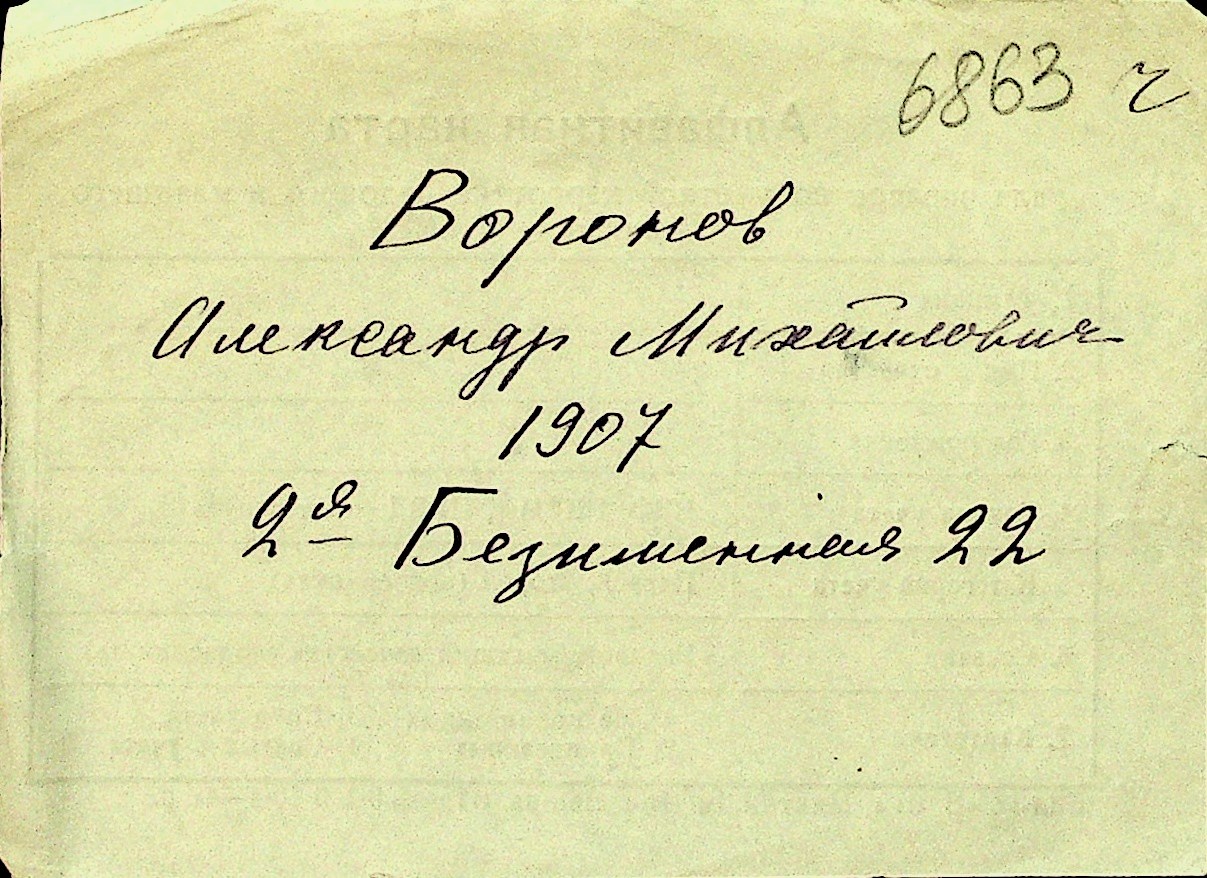 6863 ч
Воронов
Александр Михайлович
1907
2я Безименная 22